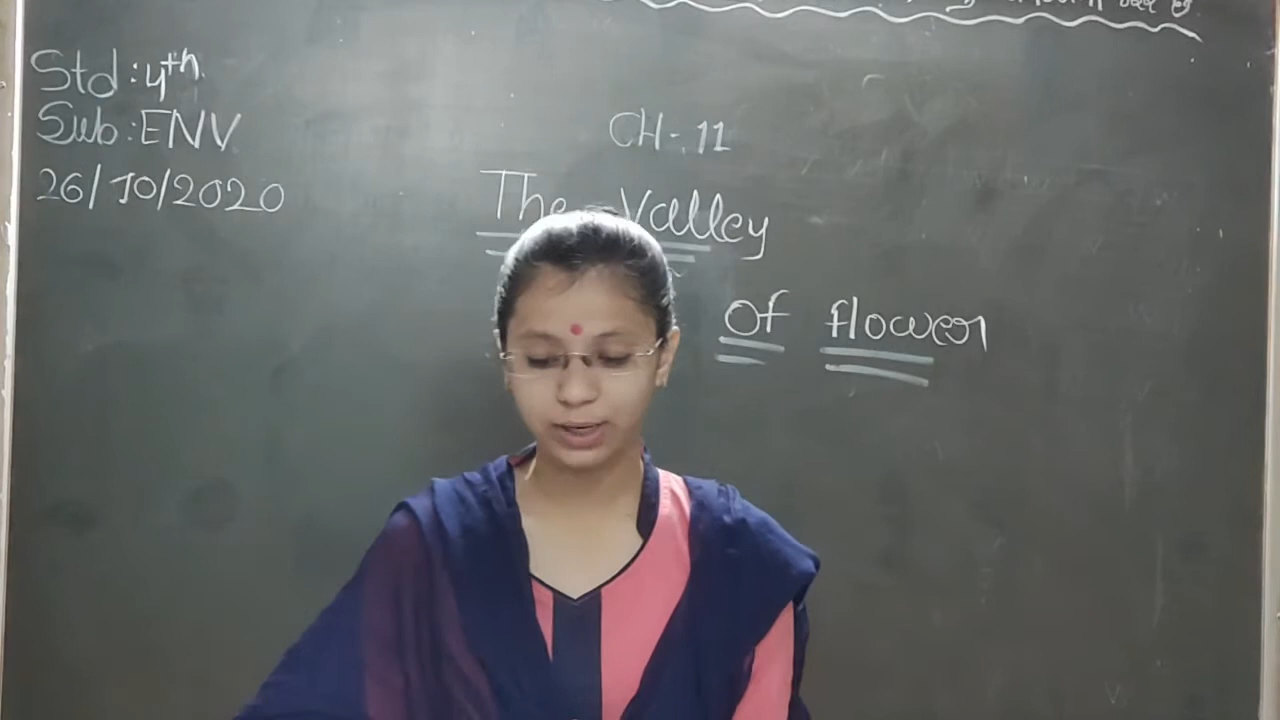 Std : 4th
Sub : ENV
26/10/2020
CH-: 11
The Valley
Of flower